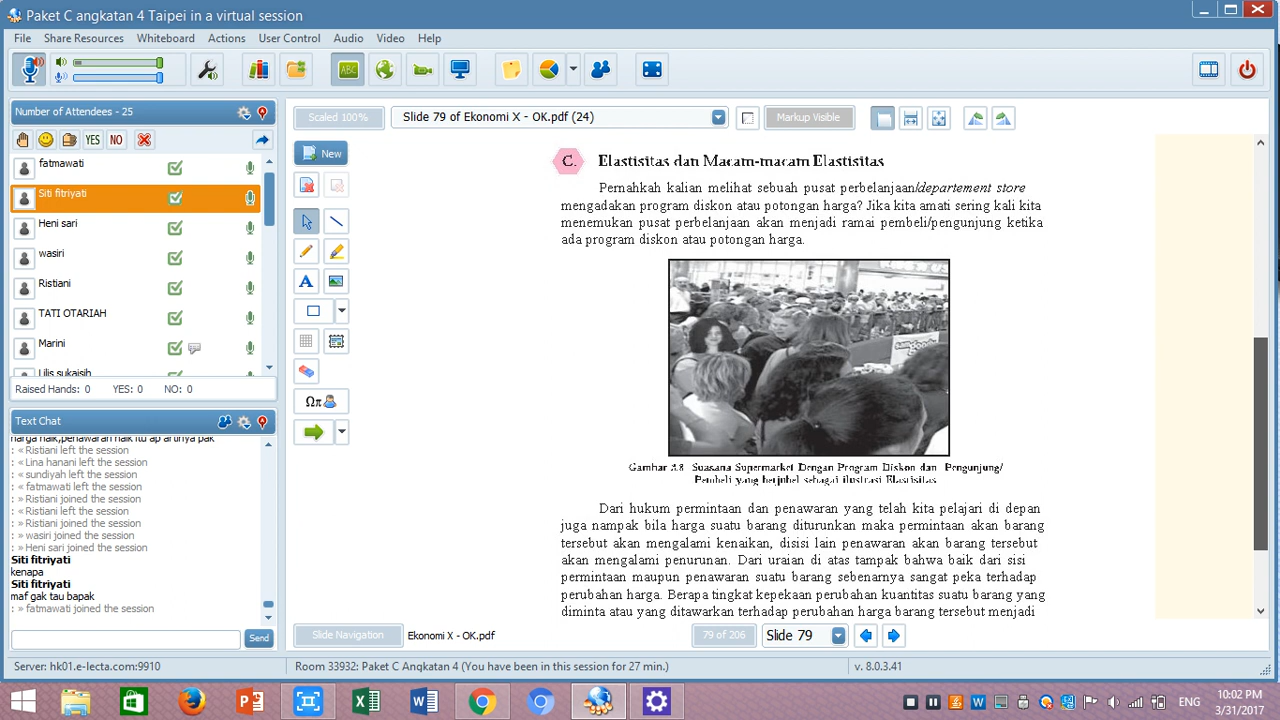 Paket C angkatan 4 Taipei in a virtual session
File Share Resources Whiteboard Actions User Control Audio Video Help
ABC
Number of Attendees - 25
YES NO
fatmawati
Siti fitriyati
Heni sari
wasiri
Ristiani
TATI OTARIAH
Marini
Lilis sukaisih
Raised Hands: 0 YES: 0 NO: 0
Text Chat
harga naik,penawaran naik itu ap artinya pak
: « Ristiani left the session
: « Lina hanani left the session
: « sundiyah left the session
: « fatmawati left the session
: » Ristiani joined the session
: « Ristiani left the session
: » Ristiani joined the session
: » wasiri joined the session
: » Heni sari joined the session
Siti fitriyati
kenapa
Siti fitriyati
maf gak tau bapak
: » fatmawati joined the session
Send
Scaled 100%
Slide 79 of Ekonomi X - OK.pdf (24)
Markup Visible
New
A
Ωπ
C. Elastisitas dan Macam-macam Elastisitas
Pernahkah kalian melihat sebuah pusat perbelanjaan/departement store
mengadakan program diskon atau potongan harga? Jika kita amati sering kali kita
menemukan pusat perbelanjaan akan menjadi ramai pembeli/pengunjung ketika
ada program diskon atau potongan harga.
Gambar 3.8 Suasana Supermarket Dengan Program Diskon dan Pengunjung/
Pembeli yang berjubel sebagai ilustrasi Elastisitas
Dari hukum permintaan dan penawaran yang telah kita pelajari di depan
juga nampak bila harga suatu barang diturunkan maka permintaan akan barang
tersebut akan mengalami kenaikan, disisi lain penawaran akan barang tersebut
akan mengalami penurunan. Dari uraian di atas tampak bahwa baik dari sisi
permintaan maupun penawaran suatu barang sebenarnya sangat peka terhadap
perubahan harga. Berapa tingkat kepekaan perubahan kuantitas suatu barang yang
diminta atau yang ditawarkan terhadap perubahan harga barang tersebut menjadi
Slide Navigation
Ekonomi X - OK.pdf
79 of 206
Slide 79
Server: hk01.e-lecta.com:9910
Room 33932: Paket C Angkatan 4 (You have been in this session for 27 min.)
v. 8.0.3.41
ENG
10:02 PM
3/31/2017